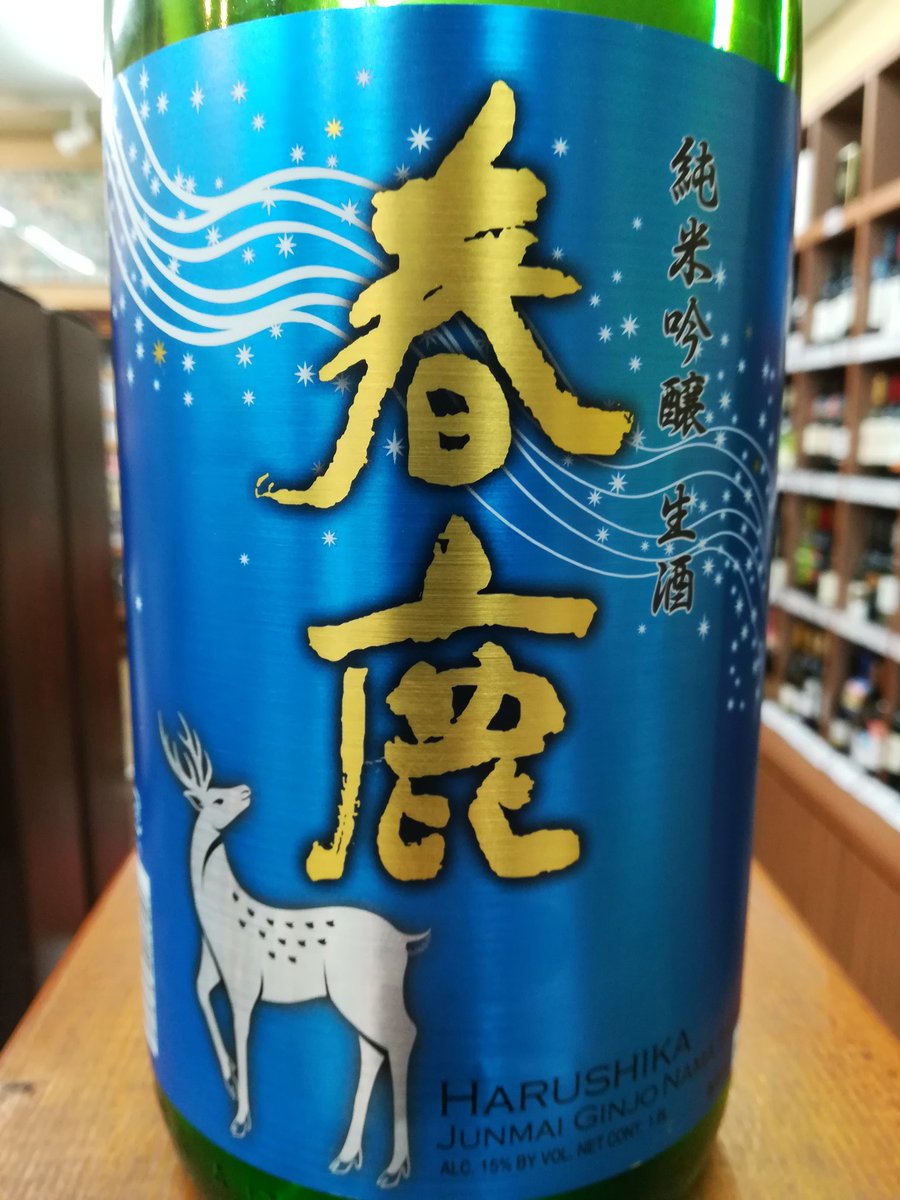 純米吟醸 生酒
春鹿
HARUSHIKA
JUNMAI GINJO NAMA
ALC. 15% BY VOL. NET CONT. 1.8L